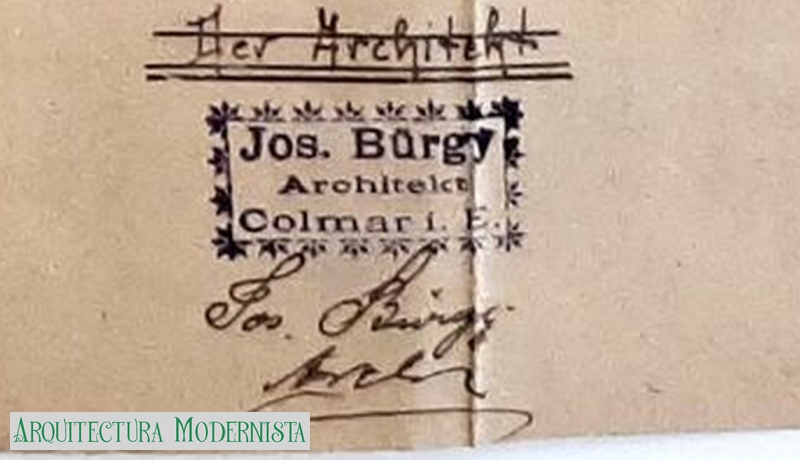 Der Architekt
Jos. Bürgy
Architekt
Colmar i. E.
Jos. Bürgy.
Arch
ARQUITECTURA MODERNISTA